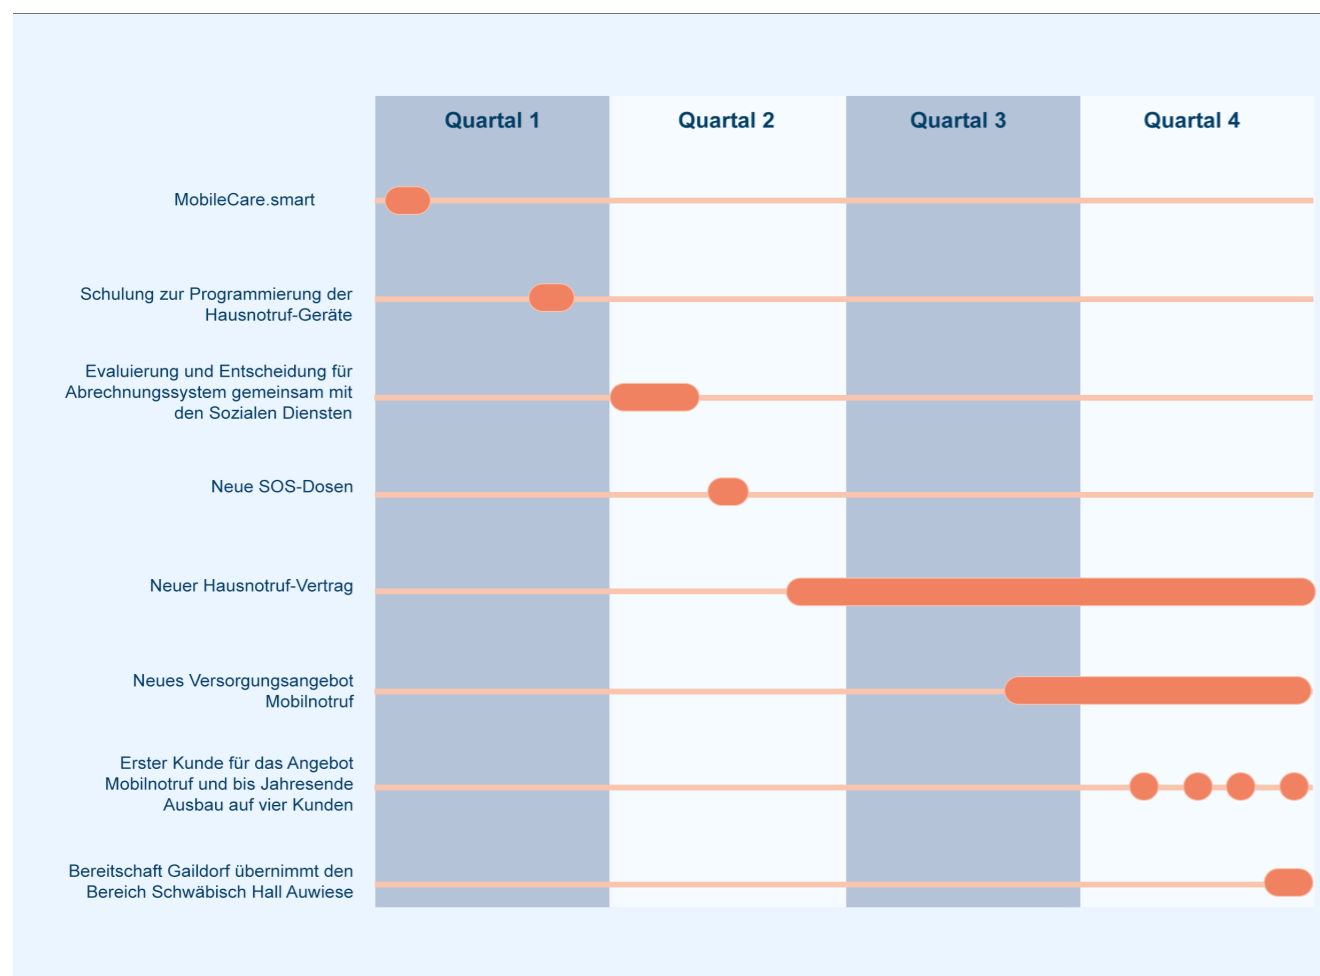 Quartal 1
Quartal 2
Quartal 3
Quartal 4
MobileCare.smart
Schulung zur Programmierung der
Hausnotruf-Geräte
Evaluierung und Entscheidung für
Abrechnungssystem gemeinsam mit
den Sozialen Diensten
Neue SOS-Dosen
Neuer Hausnotruf-Vertrag
Neues Versorgungsangebot
Mobilnotruf
Erster Kunde für das Angebot
Mobilnotruf und bis Jahresende
Ausbau auf vier Kunden
Bereitschaft Gaildorf übernimmt den
Bereich Schwäbisch Hall Auwiese